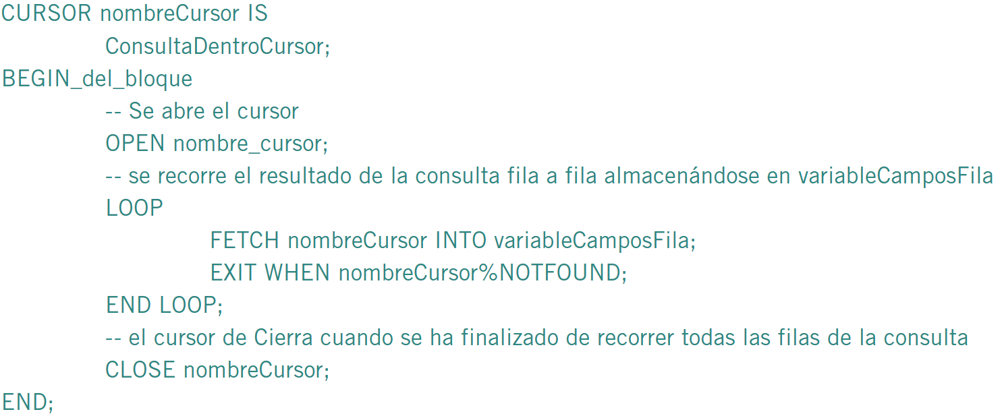 CURSOR nombreCursor IS
ConsultaDentroCursor;
BEGIN_del_bloque
-- Se abre el cursor
OPEN nombre_cursor;
-- se recorre el resultado de la consulta fila a fila almacenándose en variableCamposFila
LOOP
FETCH nombreCursor INTO variableCamposFila;
EXIT WHEN nombreCursor%NOTFOUND;
END LOOP;
-- el cursor de Cierra cuando se ha finalizado de recorrer todas las filas de la consulta
CLOSE nombreCursor;
END;